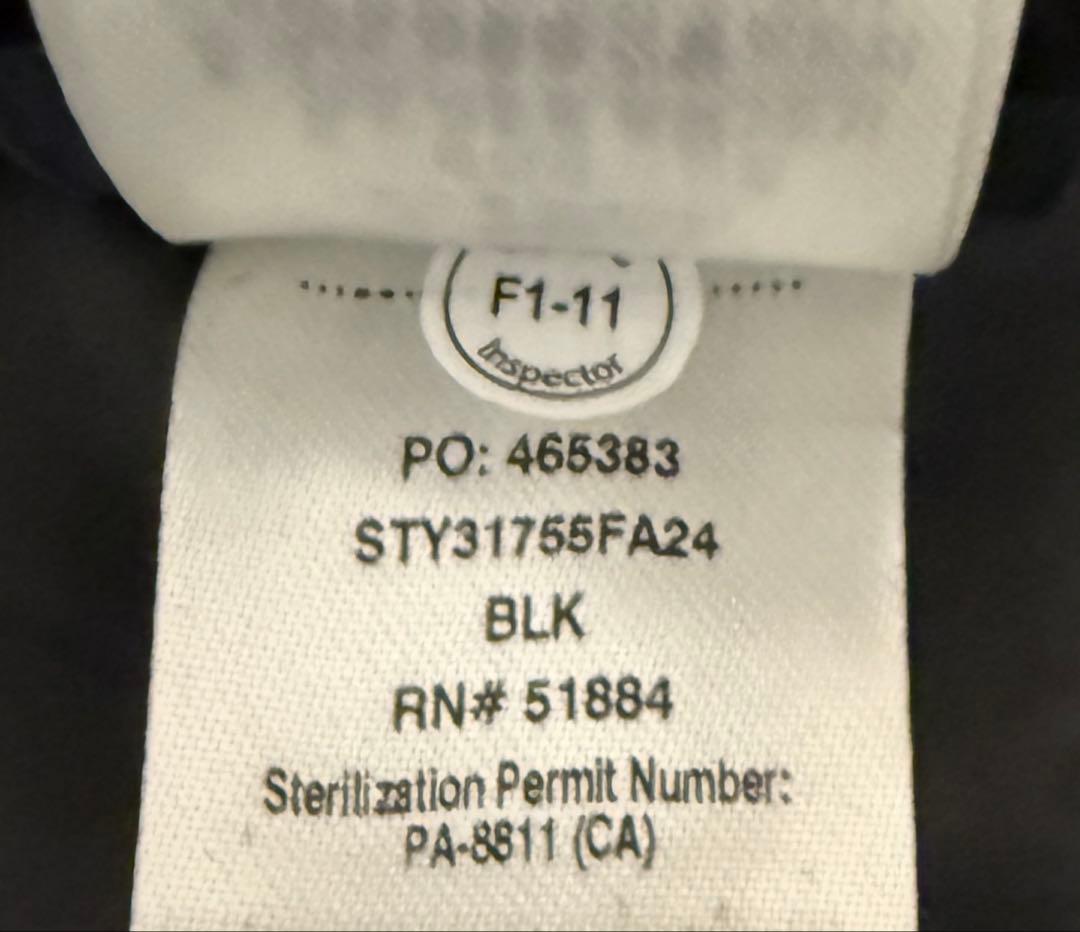 F1-11
Inspector
PO: 465383
STY31755FA24
BLK
RN# 51884
Sterilization Permit Number:
PA-8811 (CA)